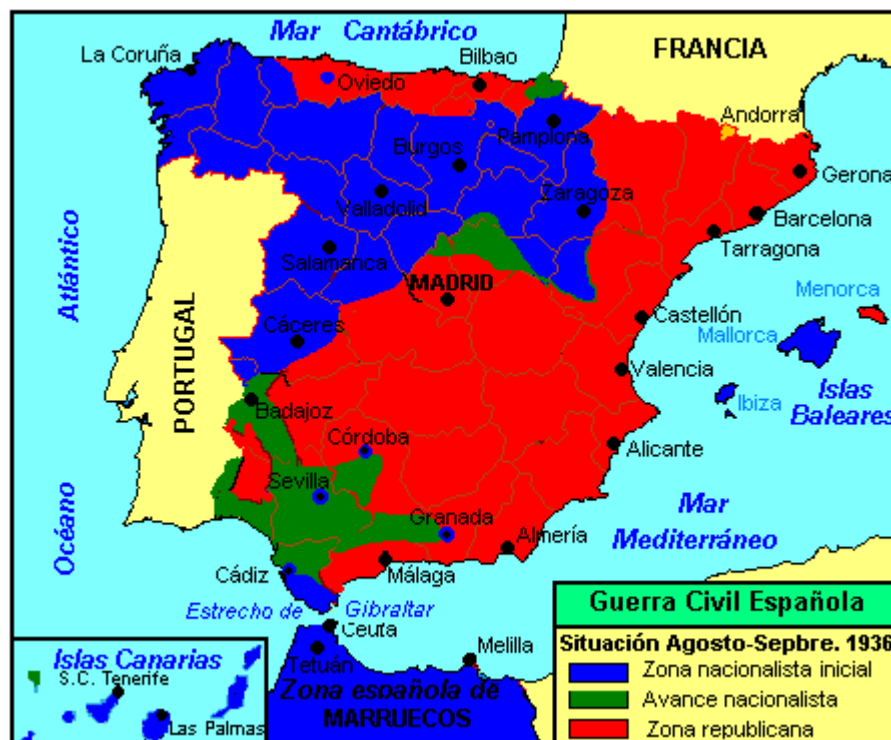 Mar Cantábrico
La Coruña
Bilbao
FRANCIA
Oviedo
Andorra
Pamplona
Burgos
Gerona
Zaragoza
Valladolid
Barcelona
Tarragona
Salamanca
Atlántico
MADRID
Menorca
Castellón
Mallorca
Cáceres
PORTUGAL
Valencia
Islas
Baleares
Ibiza
Badajoz
Córdoba
Alicante
Sevilla
Océano
Mar
Mediterráneo
Granada
Almería
Cádiz
Málaga
Estrecho de Gibraltar
Ceuta
Tetuán
Melilla
Zona española de
MARRUECOS
Islas Canarias
S.C. Tenerife
Las Palmas
Guerra Civil Española
Situación Agosto-Sepbre. 1936
Zona nacionalista inicial
Avance nacionalista
Zona republicana